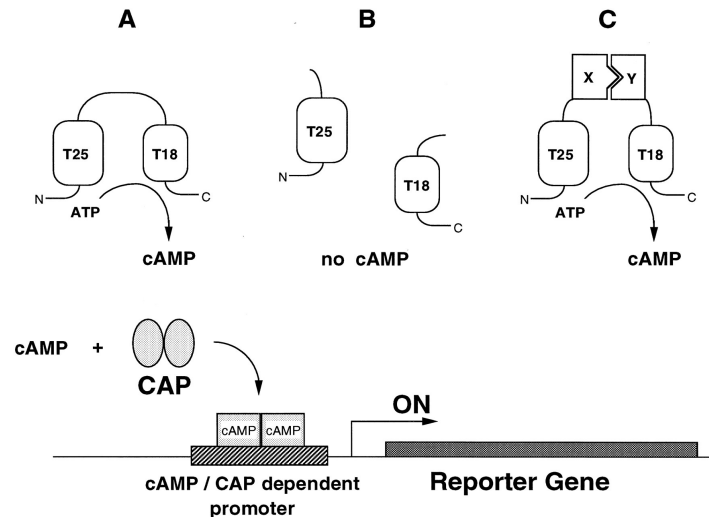 A B C
X Y
T25 T18 T25 T18 T25 T18
N ATP C N C N ATP C
cAMP no cAMP cAMP
cAMP + CAP
ON
cAMP cAMP
cAMP / CAP dependent
promoter
Reporter Gene